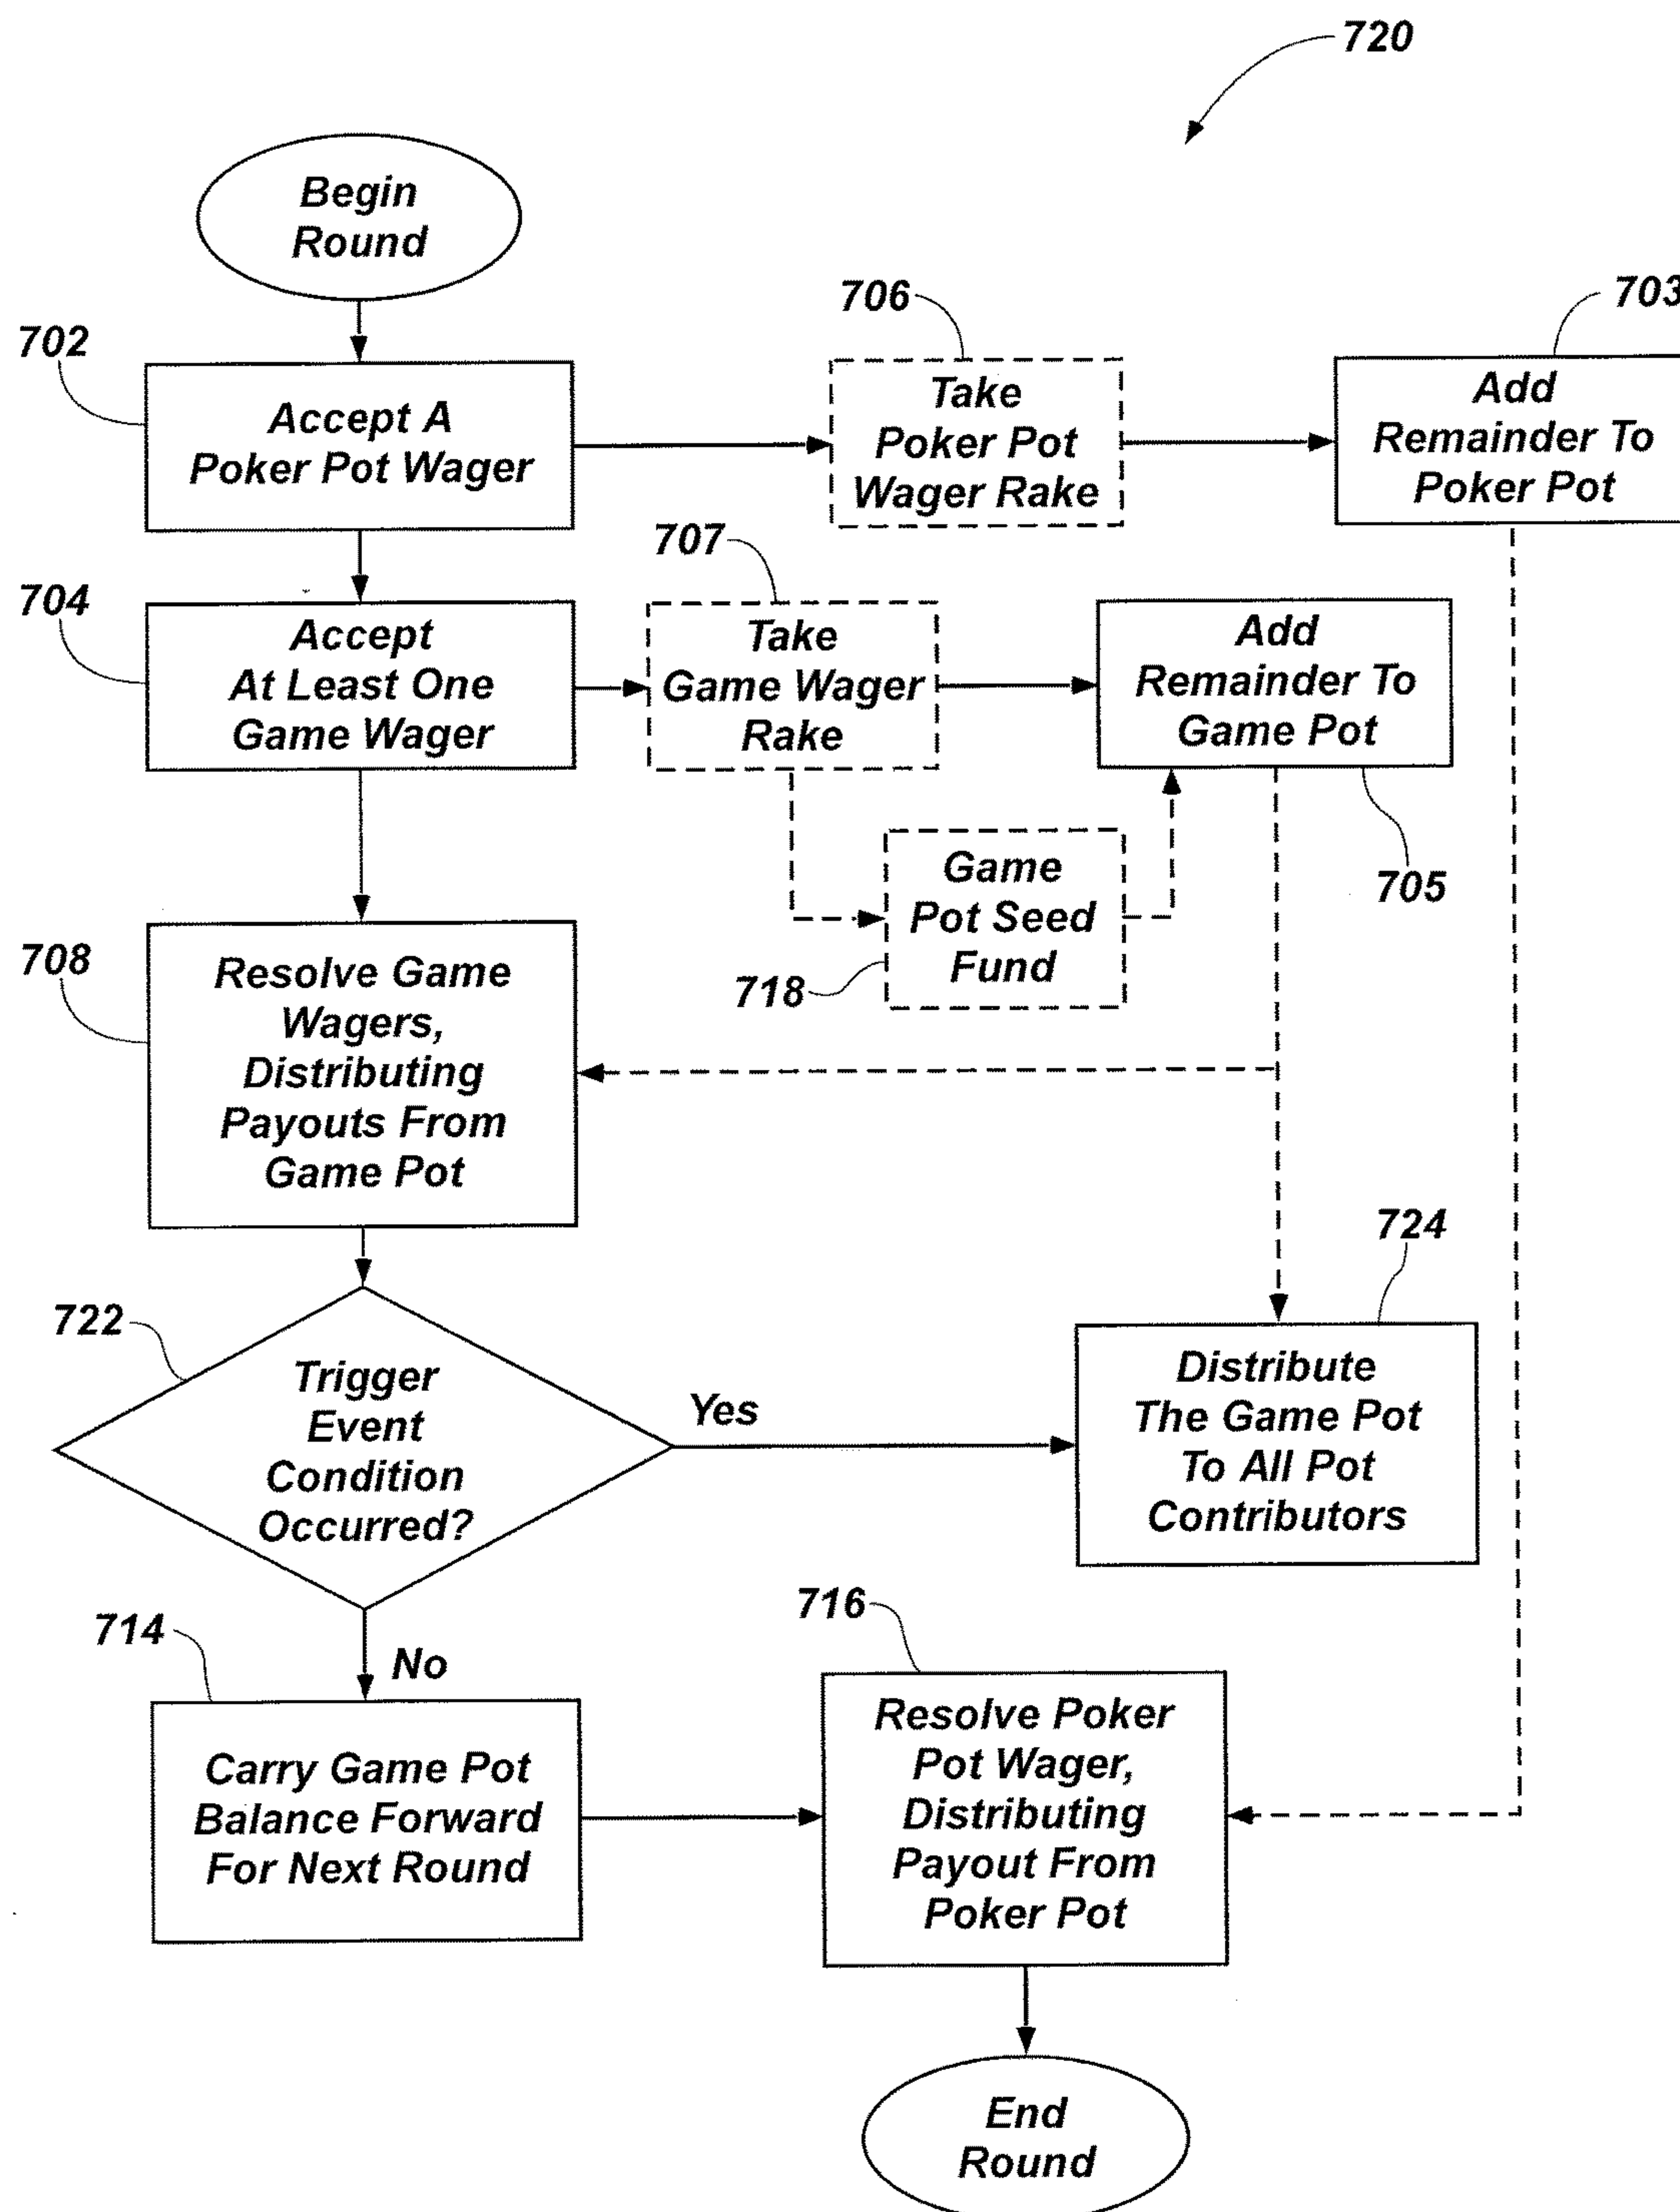 720
Begin
Round
706
703
702
Accept A
Poker Pot Wager
Take
Poker Pot
Wager Rake
Add
Remainder To
Poker Pot
707
704
Accept
At Least One
Game Wager
Take
Game Wager
Rake
Add
Remainder To
Game Pot
705
Game
Pot Seed
Fund
718
708
Resolve Game
Wagers,
Distributing
Payouts From
Game Pot
724
722
Trigger
Event
Condition
Occurred?
Yes
Distribute
The Game Pot
To All Pot
Contributors
716
714
No
Carry Game Pot
Balance Forward
For Next Round
Resolve Poker
Pot Wager,
Distributing
Payout From
Poker Pot
End
Round